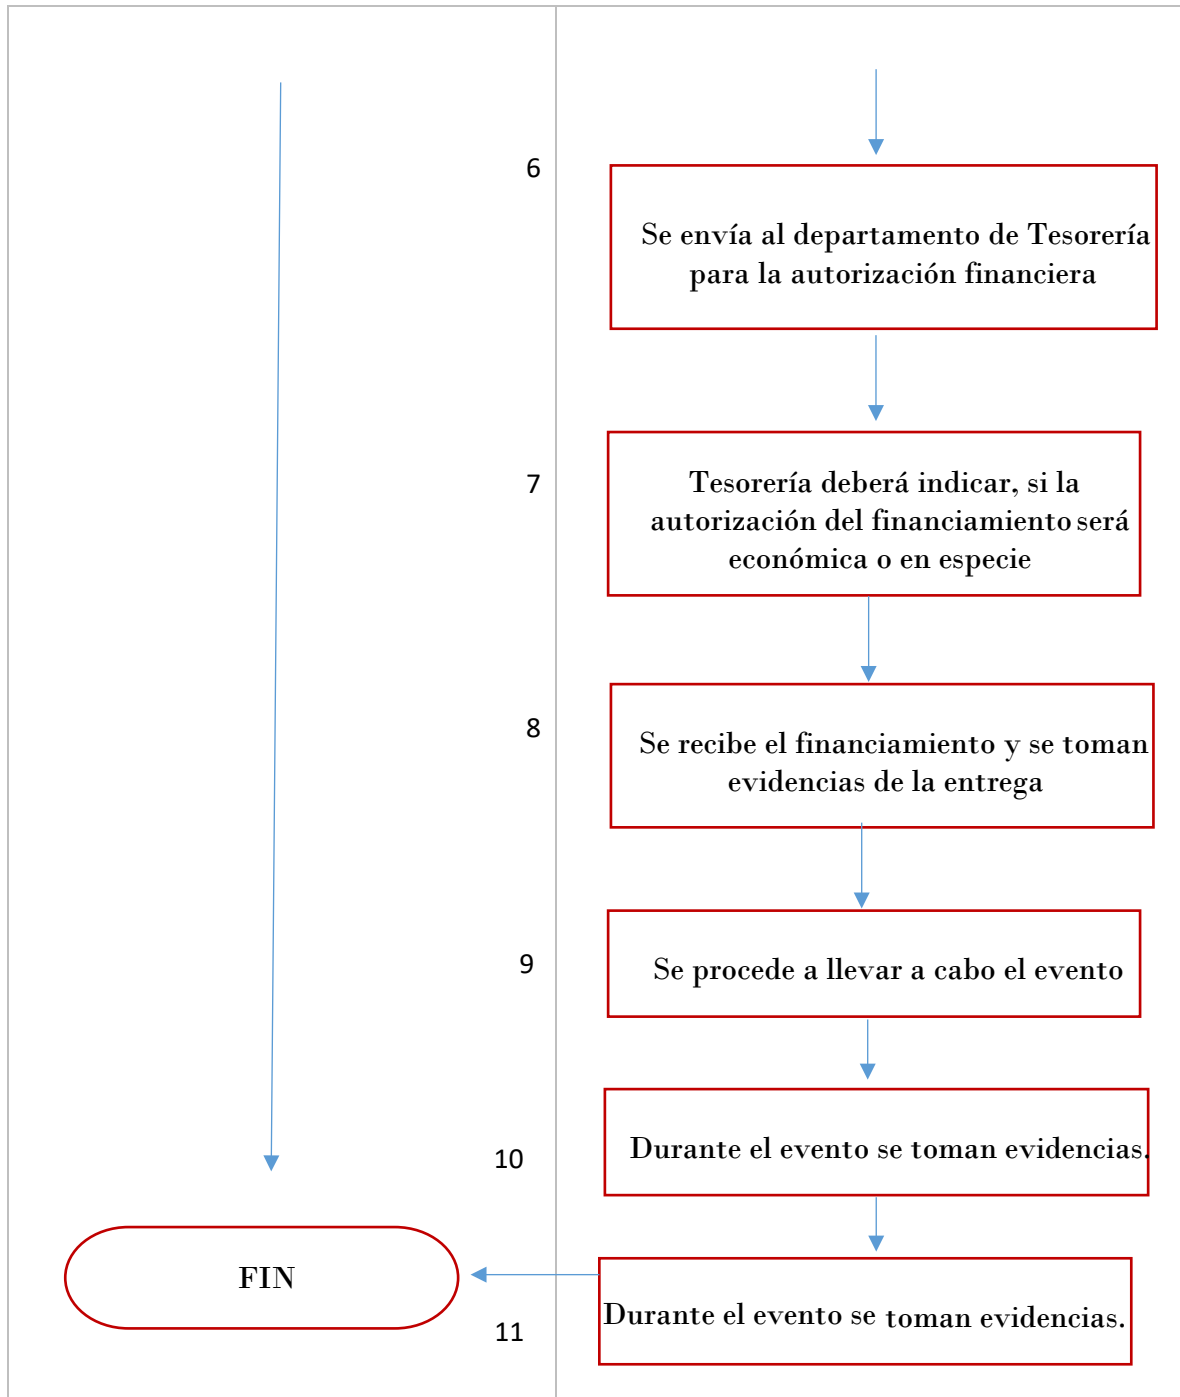 6
Se envía al departamento de Tesorería
para la autorización financiera
7
Tesorería deberá indicar, si la
autorización del financiamiento será
económica o en especie
8
Se recibe el financiamiento y se toman
evidencias de la entrega
9
Se procede a llevar a cabo el evento
10
Durante el evento se toman evidencias.
FIN
11
Durante el evento se toman evidencias.